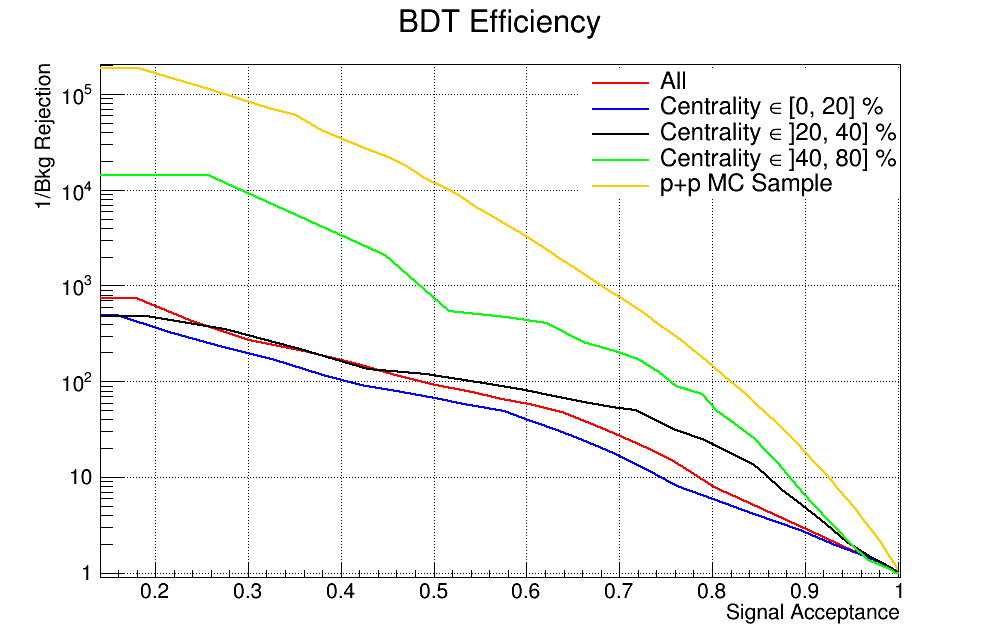 BDT Efficiency
1/Bkg Rejection
All
Centrality ∈ [0, 20] %
Centrality ∈ ]20, 40] %
Centrality ∈ ]40, 80] %
p+p MC Sample
10⁵
10⁴
10³
10²
10
1
0.2 0.3 0.4 0.5 0.6 0.7 0.8 0.9 1
Signal Acceptance